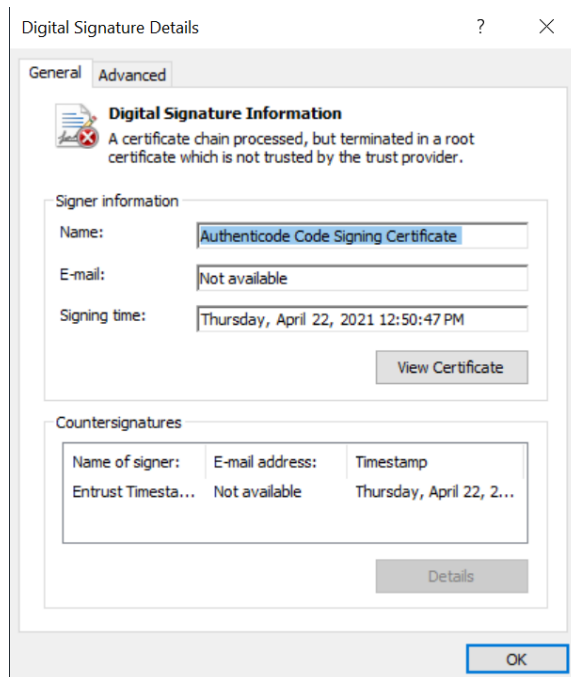 Digital Signature Details
General
Advanced
Digital Signature Information
A certificate chain processed, but terminated in a root
certificate which is not trusted by the trust provider.
Signer information
Name:
Authenticode Code Signing Certificate
E-mail:
Not available
Signing time:
Thursday, April 22, 2021 12:50:47 PM
View Certificate
Countersignatures
Name of signer: E-mail address: Timestamp
Entrust Timesta... Not available Thursday, April 22, 2...
Details
OK